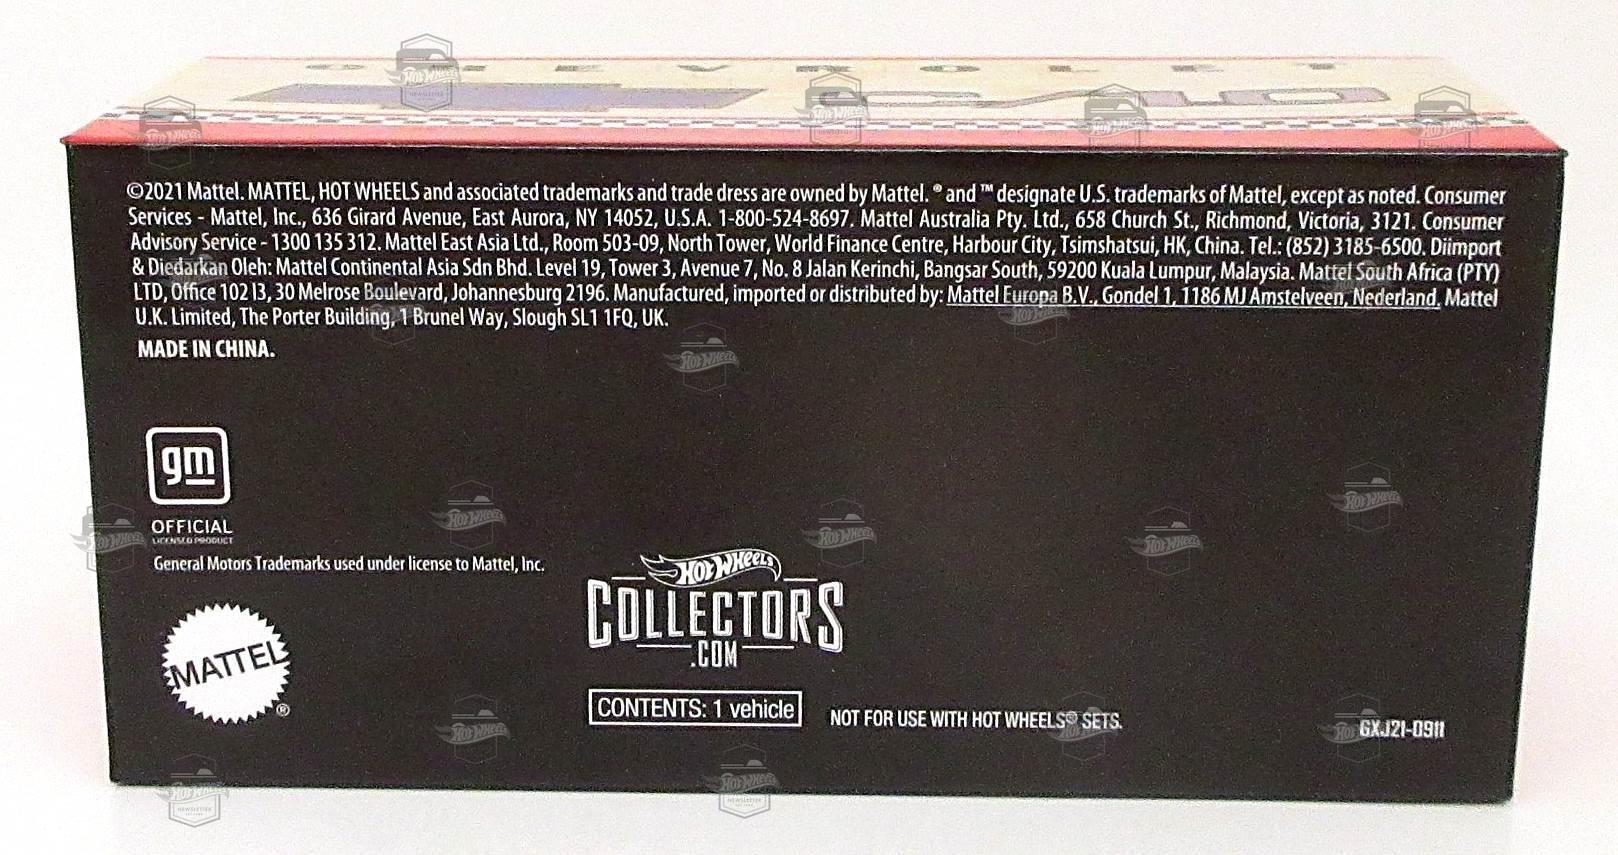 CHEVROLET
©2021 Mattel. MATTEL, HOT WHEELS and associated trademarks and trade dress are owned by Mattel. ® and ™ designate U.S. trademarks of Mattel, except as noted. Consumer
Services - Mattel, Inc., 636 Girard Avenue, East Aurora, NY 14052, U.S.A. 1-800-524-8697. Mattel Australia Pty. Ltd., 658 Church St., Richmond, Victoria, 3121. Consumer
Advisory Service - 1300 135 312. Mattel East Asia Ltd., Room 503-09, North Tower, World Finance Centre, Harbour City, Tsimshatsui, HK, China. Tel.: (852) 3185-6500. Diimport
& Diedarkan Oleh: Mattel Continental Asia Sdn Bhd. Level 19, Tower 3, Avenue 7, No. 8 Jalan Kerinchi, Bangsar South, 59200 Kuala Lumpur, Malaysia. Mattel South Africa (PTY)
LTD, Office 102 I3, 30 Melrose Boulevard, Johannesburg 2196. Manufactured, imported or distributed by: Mattel Europa B.V., Gondel 1, 1186 MJ Amstelveen, Nederland. Mattel
U.K. Limited, The Porter Building, 1 Brunel Way, Slough SL1 1FQ, UK.
MADE IN CHINA.
gm
OFFICIAL
LICENSED PRODUCT
General Motors Trademarks used under license to Mattel, Inc.
MATTEL
®
HOT WHEELS
COLLECTORS
.COM
CONTENTS: 1 vehicle
NOT FOR USE WITH HOT WHEELS® SETS.
GXJ21-0911